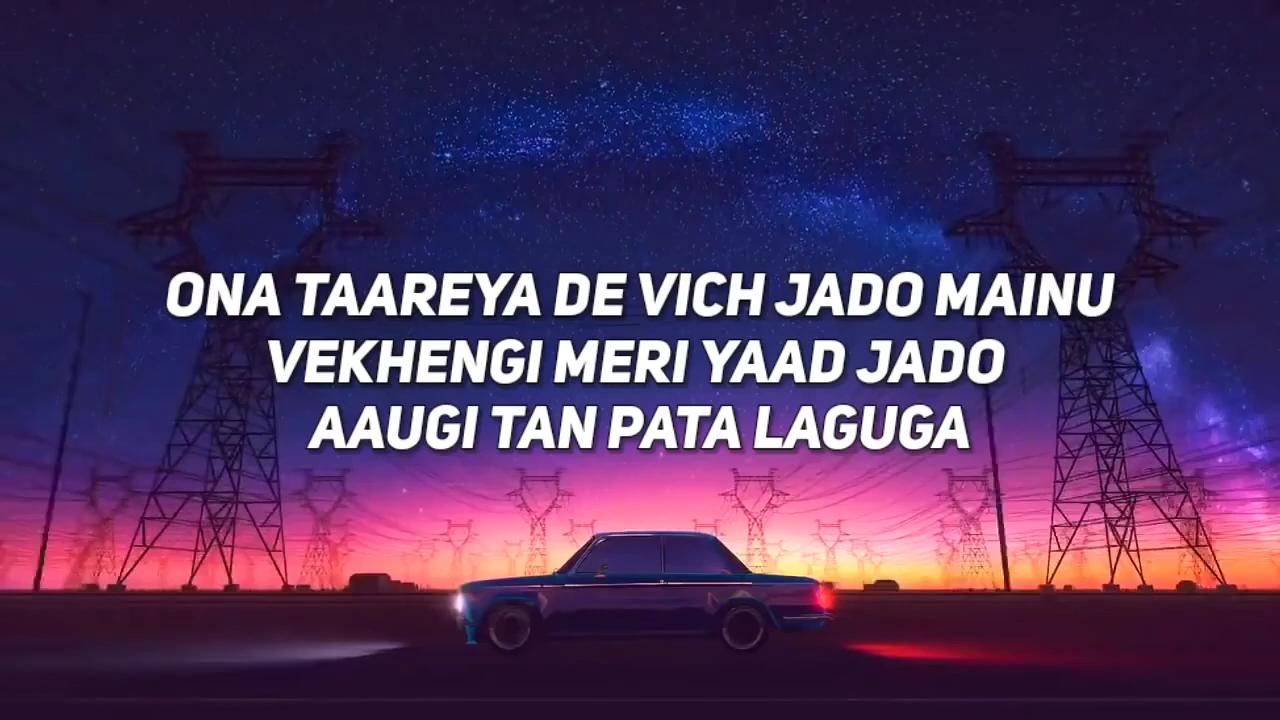 ONA TAAREYA DE VICH JADO MAINU
VEKHENGI MERI YAAD JADO
AAUGI TAN PATA LAGUGA